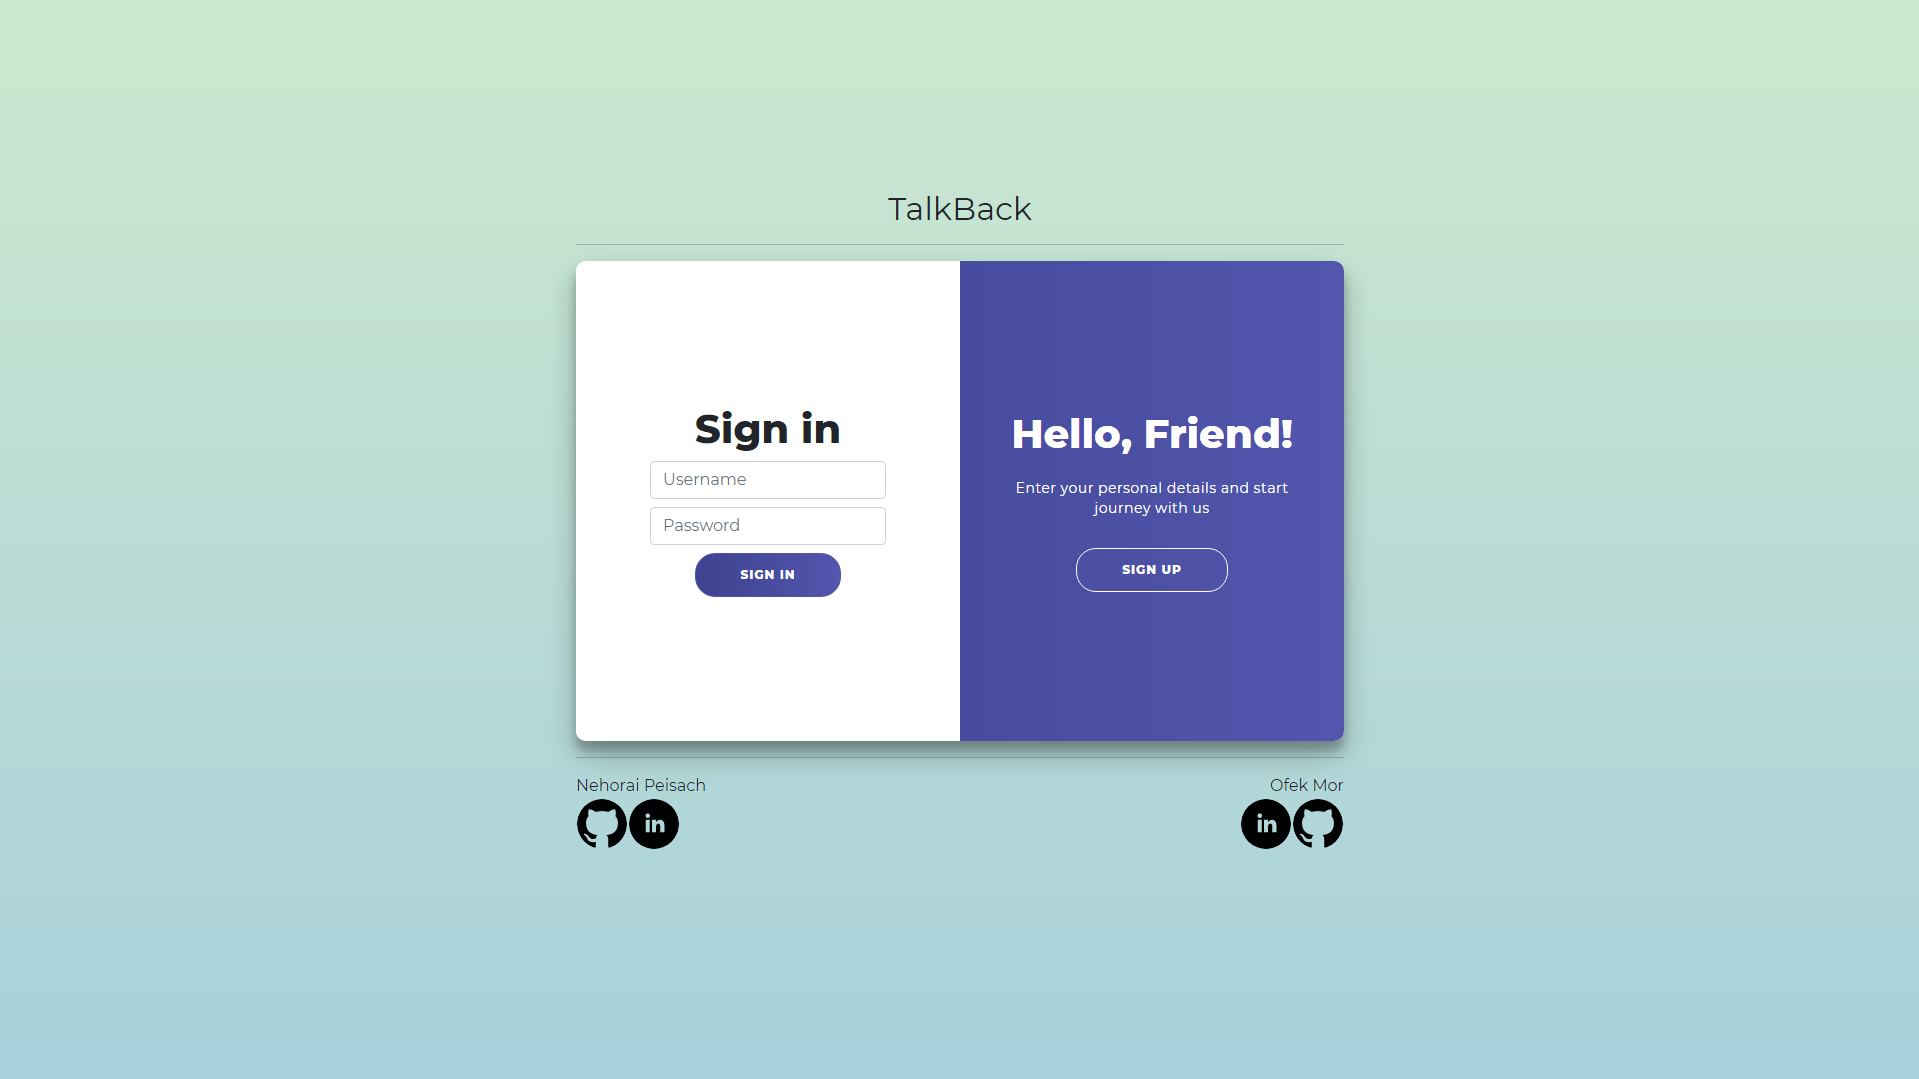 TalkBack
Sign in
Username
Password
SIGN IN
Hello, Friend!
Enter your personal details and start
journey with us
SIGN UP
Nehorai Peisach
in
Ofek Mor
in